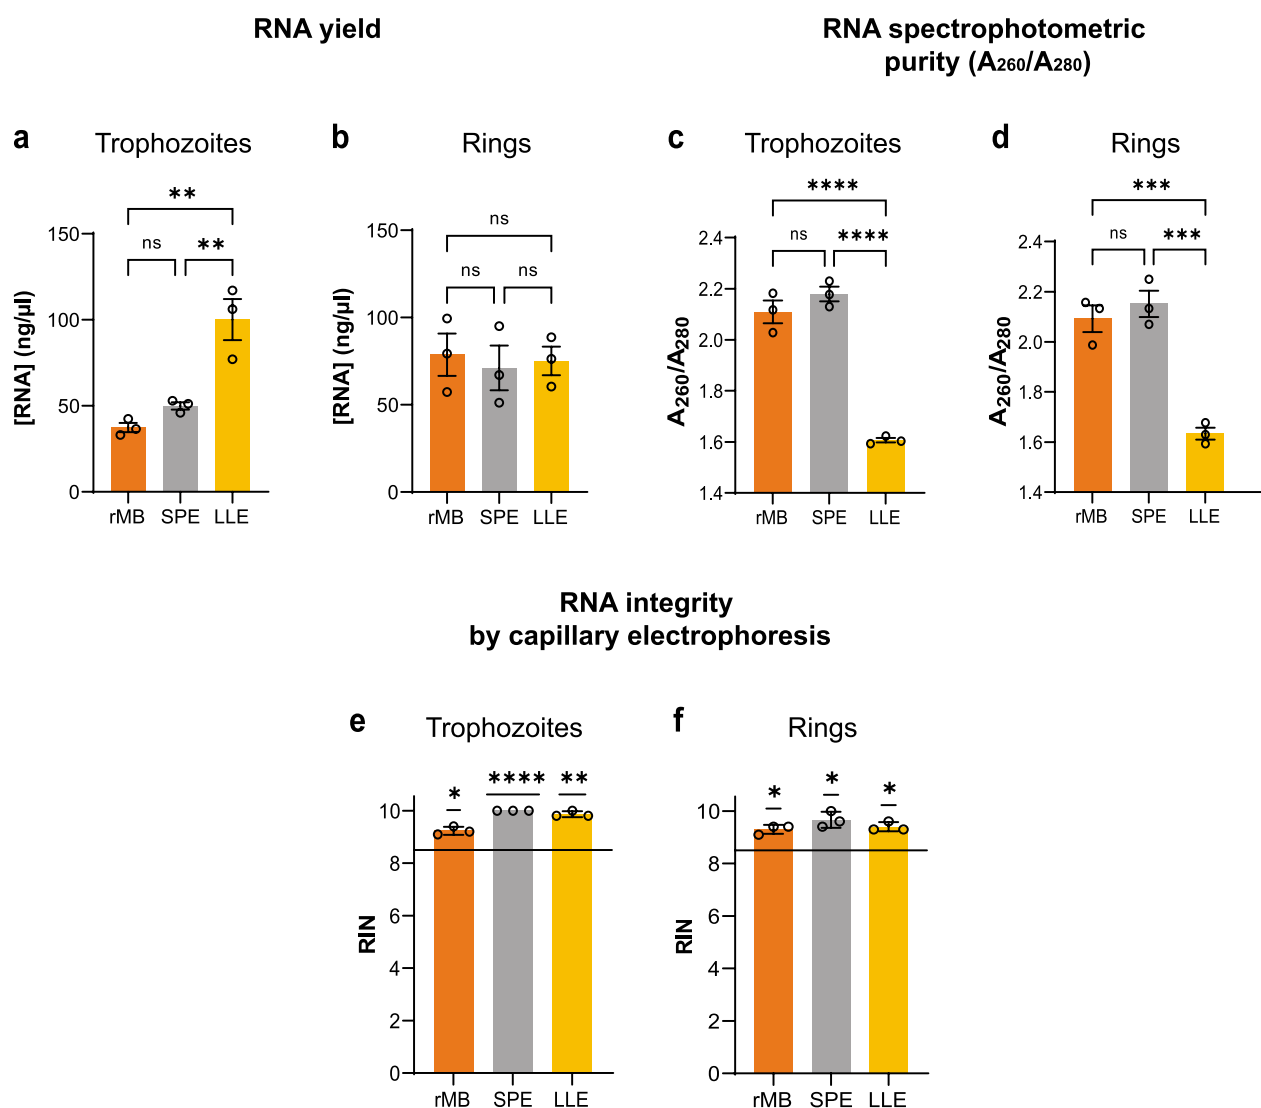 RNA yield
RNA spectrophotometric
purity (A260/A280)
a Trophozoites
**
ns **
[RNA] (ng/µl)
150
100
50
0
rMB SPE LLE
b Rings
ns
ns ns
[RNA] (ng/µl)
150
100
50
0
rMB SPE LLE
c Trophozoites
****
ns ****
A260/A280
2.4
2.2
2.0
1.8
1.6
1.4
rMB SPE LLE
d Rings
***
ns ***
A260/A280
2.4
2.2
2.0
1.8
1.6
1.4
rMB SPE LLE
RNA integrity
by capillary electrophoresis
e Trophozoites
* **** **
RIN
10
8
6
4
2
0
rMB SPE LLE
f Rings
* * *
RIN
10
8
6
4
2
0
rMB SPE LLE